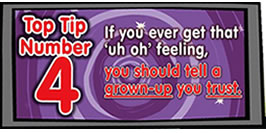 Top Tip
Number
4
If you ever get that
'uh oh' feeling,
you should tell a
grown-up you trust.